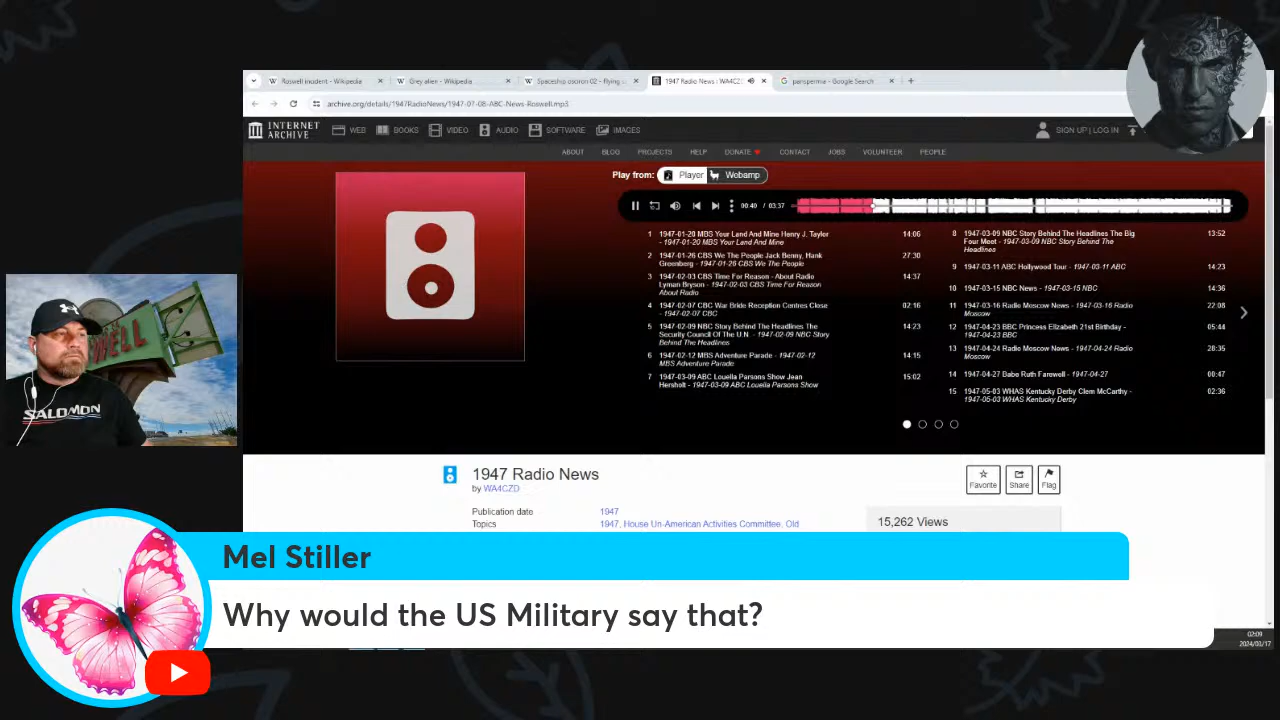 Roswell incident - Wikipedia
Grey alien - Wikipedia
1947 Radio News : WA4CZ
panspermia - Google Search
archive.org/details/1947RadioNews/1947-07-08-ABC-News-Roswell.mp3
INTERNET
ARCHIVE
WEB
BOOKS
VIDEO
AUDIO
SOFTWARE
IMAGES
SIGN UP | LOG IN
ABOUT
BLOG
PROJECTS
HELP
DONATE
CONTACT
JOBS
VOLUNTEER
PEOPLE
Play from:
Player
Webamp
00:40 / 03:37
1 1947-01-20 MBS Your Land And Mine Henry J. Taylor 14:06
- 1947-01-20 MBS Your Land And Mine
2 1947-01-26 CBS We The People Jack Benny, Hank 27:30
Greenberg - 1947-01-26 CBS We The People
3 1947-02-03 CBS Time For Reason - About Radio 14:37
Lyman Bryson - 1947-02-03 CBS Time For Reason
About Radio
4 1947-02-07 CBC War Bride Reception Centres Close 02:16
- 1947-02-07 CBC
5 1947-02-09 NBC Story Behind The Headlines The 14:23
Security Council Of The U.N. - 1947-02-09 NBC Story
Behind The Headlines
6 1947-02-12 MBS Adventure Parade - 1947-02-12 14:15
MBS Adventure Parade
7 1947-03-09 ABC Louella Parsons Show Jean 15:02
Hersholt - 1947-03-09 ABC Louella Parsons Show
8 1947-03-09 NBC Story Behind The Headlines The Big 13:52
Four Meet - 1947-03-09 NBC Story Behind The
Headlines
9 1947-03-11 ABC Hollywood Tour - 1947-03-11 ABC 14:23
10 1947-03-15 NBC News - 1947-03-15 NBC 14:36
11 1947-03-16 Radio Moscow News - 1947-03-16 Radio 22:08
Moscow
12 1947-04-23 BBC Princess Elizabeth 21st Birthday - 05:44
1947-04-23 BBC
13 1947-04-24 Radio Moscow News - 1947-04-24 Radio 28:35
Moscow
14 1947-04-27 Babe Ruth Farewell - 1947-04-27 00:47
15 1947-05-03 WHAS Kentucky Derby Clem McCarthy - 02:36
1947-05-03 WHAS Kentucky Derby
SALOMON
1947 Radio News
by WA4CZD
Favorite
Share
Flag
Publication date 1947
Topics 1947, House Un-American Activities Committee, Old
15,262 Views
Mel Stiller
Why would the US Military say that?
02:09
2024/03/17